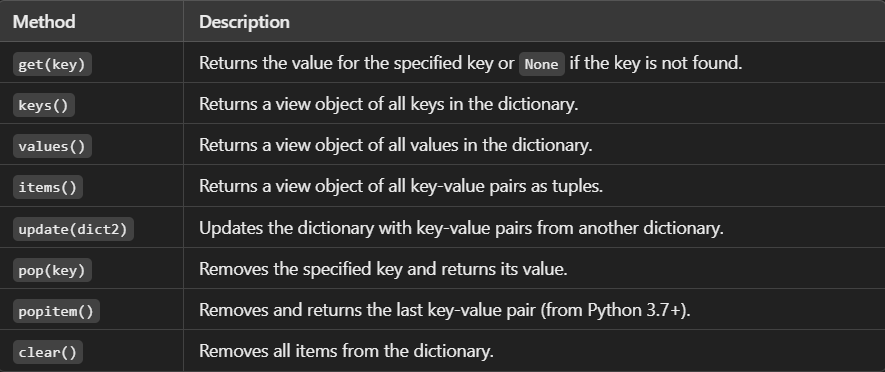 Method Description
get(key) Returns the value for the specified key or None if the key is not found.
keys() Returns a view object of all keys in the dictionary.
values() Returns a view object of all values in the dictionary.
items() Returns a view object of all key-value pairs as tuples.
update(dict2) Updates the dictionary with key-value pairs from another dictionary.
pop(key) Removes the specified key and returns its value.
popitem() Removes and returns the last key-value pair (from Python 3.7+).
clear() Removes all items from the dictionary.